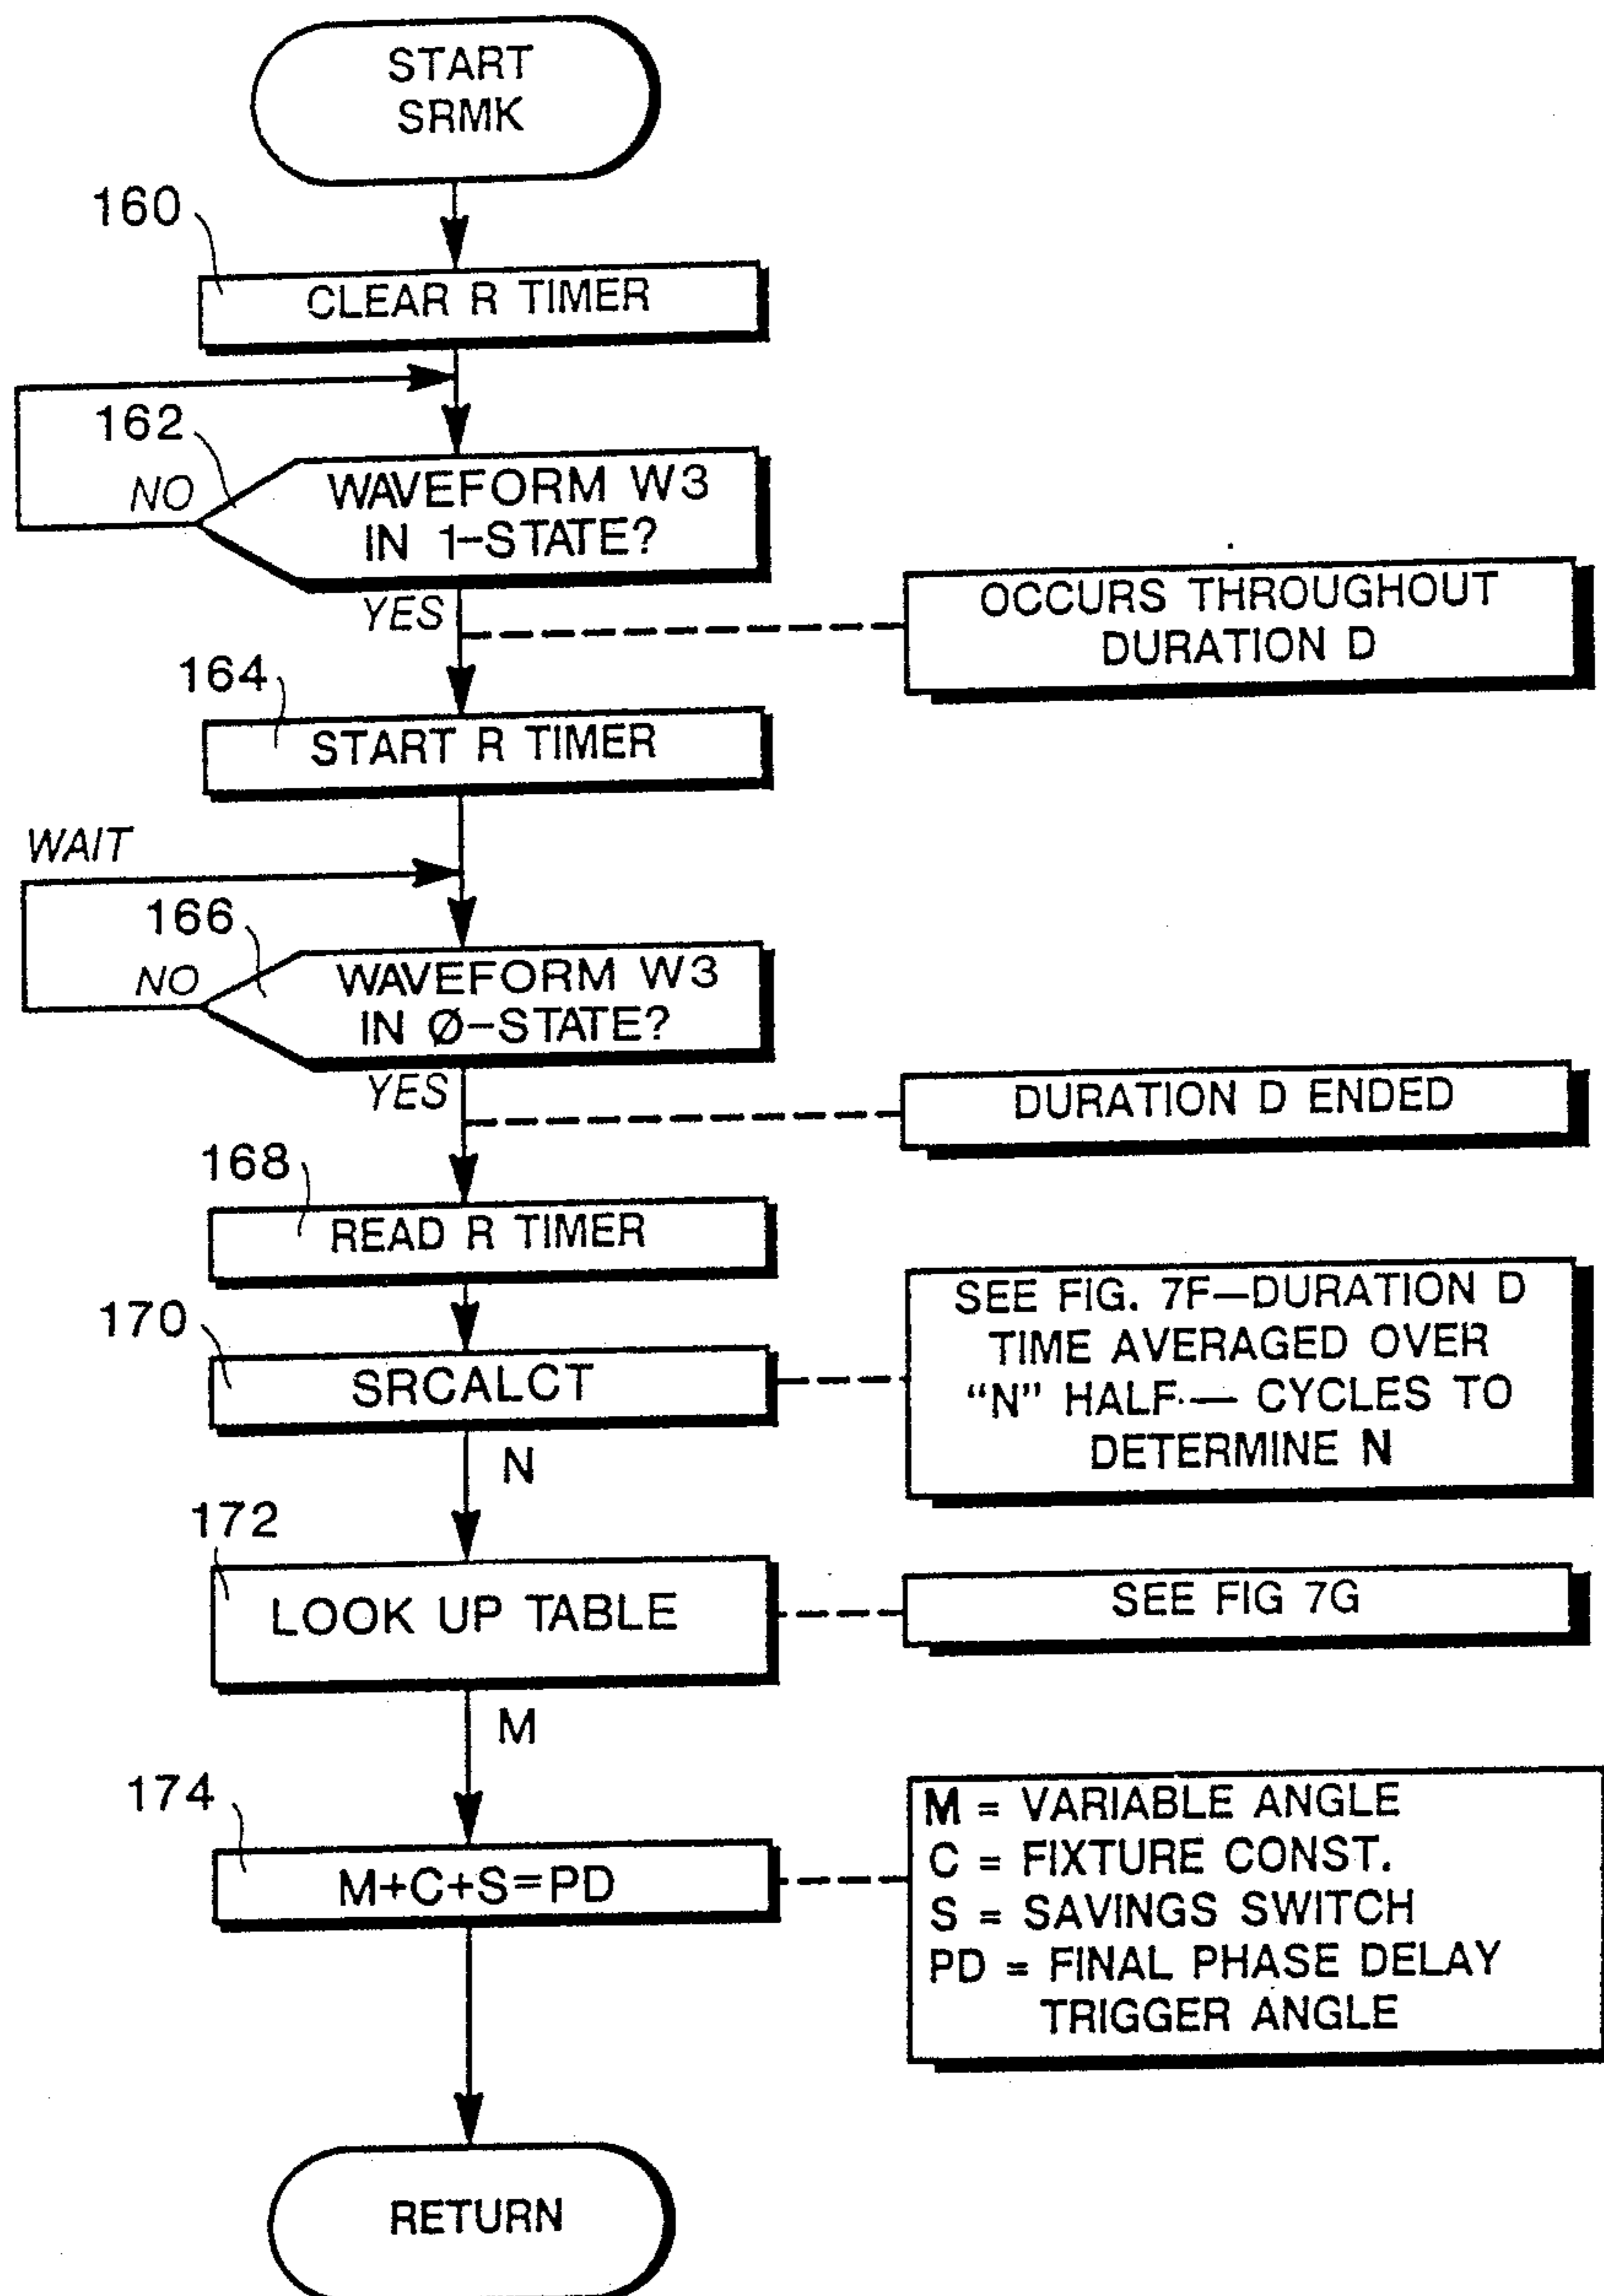 START
SRMK
160
CLEAR R TIMER
162
NO
WAVEFORM W3
IN 1-STATE?
YES
OCCURS THROUGHOUT
DURATION D
164
START R TIMER
WAIT
166
NO
WAVEFORM W3
IN Ø-STATE?
YES
DURATION D ENDED
168
READ R TIMER
170
SRCALCT
SEE FIG. 7F—DURATION D
TIME AVERAGED OVER
“N” HALF — CYCLES TO
DETERMINE N
N
172
LOOK UP TABLE
SEE FIG 7G
M
174
M+C+S=PD
M = VARIABLE ANGLE
C = FIXTURE CONST.
S = SAVINGS SWITCH
PD = FINAL PHASE DELAY
TRIGGER ANGLE
RETURN